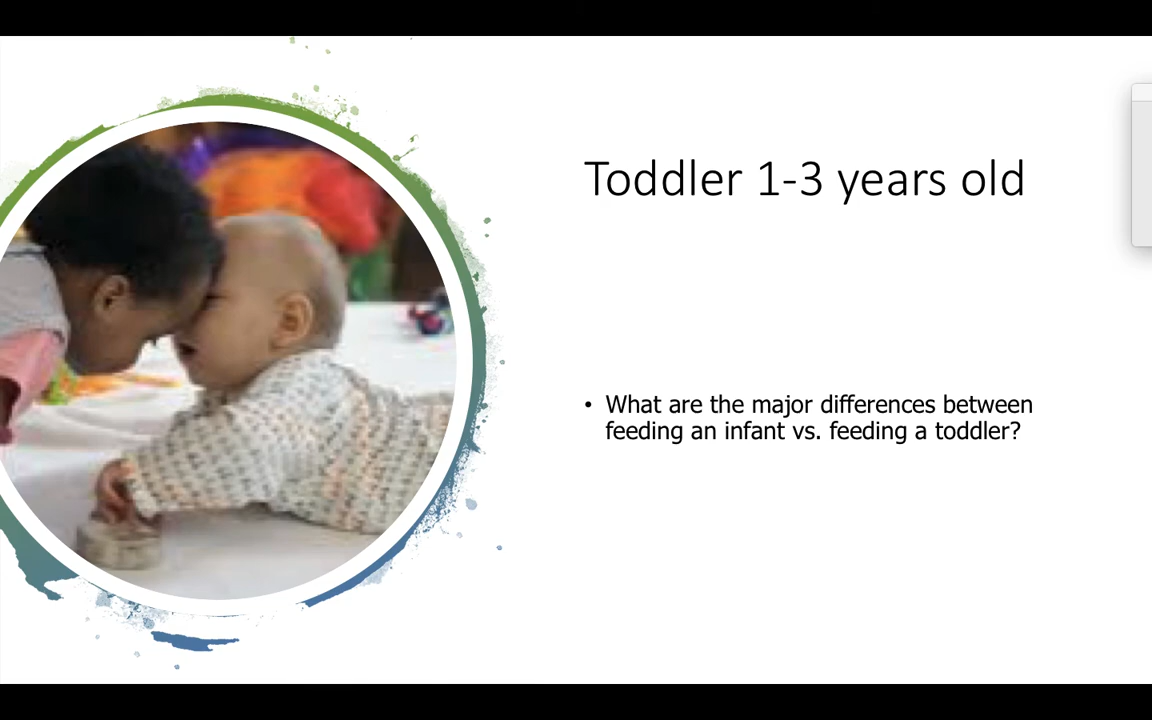 Toddler 1-3 years old
• What are the major differences between
feeding an infant vs. feeding a toddler?